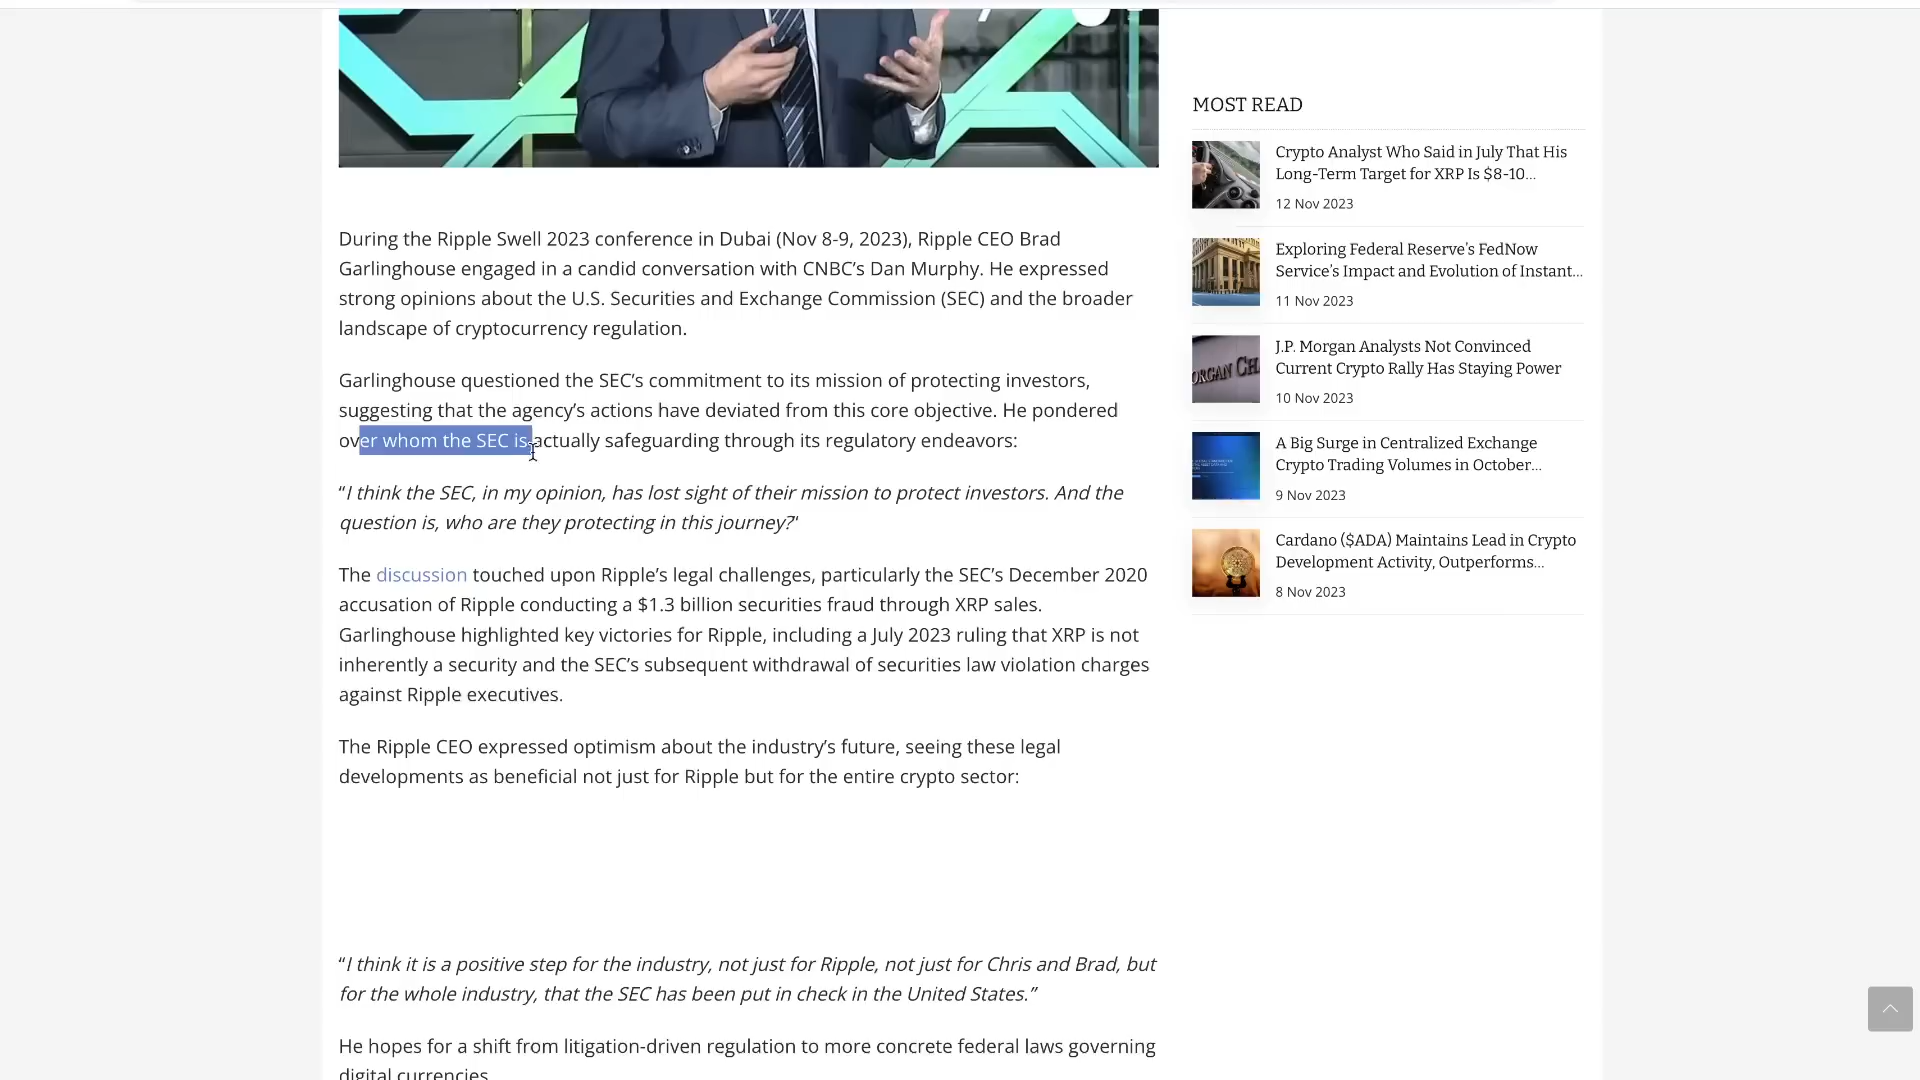 During the Ripple Swell 2023 conference in Dubai (Nov 8-9, 2023), Ripple CEO Brad
Garlinghouse engaged in a candid conversation with CNBC’s Dan Murphy. He expressed
strong opinions about the U.S. Securities and Exchange Commission (SEC) and the broader
landscape of cryptocurrency regulation.
Garlinghouse questioned the SEC’s commitment to its mission of protecting investors,
suggesting that the agency’s actions have deviated from this core objective. He pondered
over whom the SEC is actually safeguarding through its regulatory endeavors:
“I think the SEC, in my opinion, has lost sight of their mission to protect investors. And the
question is, who are they protecting in this journey?“
The discussion touched upon Ripple’s legal challenges, particularly the SEC’s December 2020
accusation of Ripple conducting a $1.3 billion securities fraud through XRP sales.
Garlinghouse highlighted key victories for Ripple, including a July 2023 ruling that XRP is not
inherently a security and the SEC’s subsequent withdrawal of securities law violation charges
against Ripple executives.
The Ripple CEO expressed optimism about the industry’s future, seeing these legal
developments as beneficial not just for Ripple but for the entire crypto sector:
“I think it is a positive step for the industry, not just for Ripple, not just for Chris and Brad, but
for the whole industry, that the SEC has been put in check in the United States.”
He hopes for a shift from litigation-driven regulation to more concrete federal laws governing
digital currencies.
MOST READ
Crypto Analyst Who Said in July That His
Long-Term Target for XRP Is $8-10...
12 Nov 2023
Exploring Federal Reserve’s FedNow
Service’s Impact and Evolution of Instant...
11 Nov 2023
ORGAN CH
J.P. Morgan Analysts Not Convinced
Current Crypto Rally Has Staying Power
10 Nov 2023
A Big Surge in Centralized Exchange
Crypto Trading Volumes in October...
9 Nov 2023
Cardano ($ADA) Maintains Lead in Crypto
Development Activity, Outperforms...
8 Nov 2023